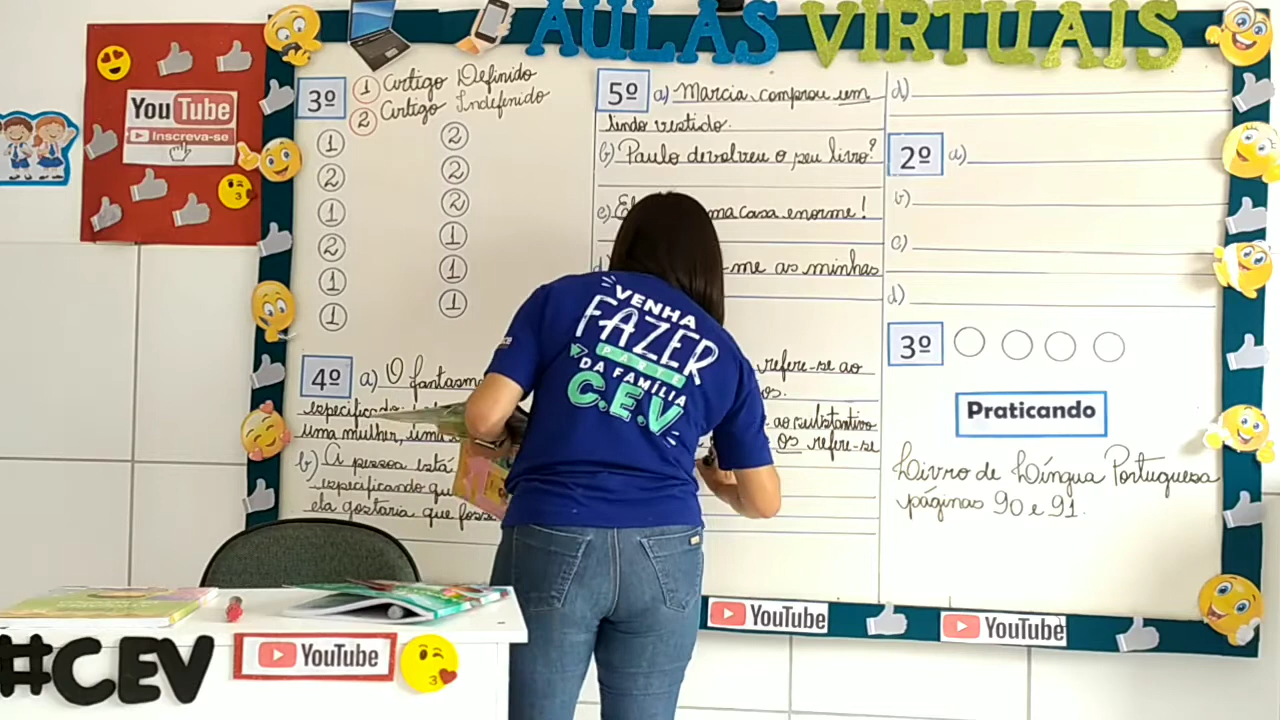 AULAS VIRTUAIS
YouTube
Inscreva-se
3º
1 Artigo Definido
2 Artigo Indefinido
1 2
2 2
1 2
2 1
1 1
1 1
4º a) O fantasma
especificando
uma mulher, uma
b) A pessoa está
especificando que
ela gostaria que fosse
5º a) Marcia comprou um
lindo vestido.
b) Paulo devolveu o seu livro?
c) casa enorme!
-me as minhas
refere-se ao
ao substantivo
os refere-se
d)
2º a)
b)
c)
d)
3º
Praticando
Livro de Língua Portuguesa
páginas 90 e 91.
VENHA
FAZER
PARTE
DA FAMÍLIA
C.E.V
YouTube
YouTube
#CEV
YouTube